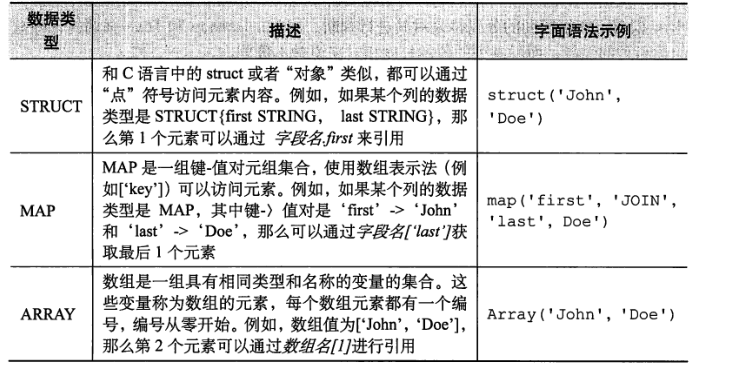 数据类型 描述 字面语法示例
STRUCT
和 C 语言中的 struct 或者“对象”类似，都可以通过
“点”符号访问元素内容。例如，如果某个列的数据
类型是 STRUCT{first STRING， last STRING}，那
么第 1 个元素可以通过 字段名.first 来引用
struct('John',
'Doe')
MAP
MAP 是一组键-值对元组集合，使用数组表示法（例
如['key']）可以访问元素。例如，如果某个列的数据
类型是 MAP，其中键-〉值对是‘first’->‘John’
和‘last’->‘Doe’，那么可以通过字段名['last']获
取最后 1 个元素
map('first', 'JOIN',
'last', Doe')
ARRAY
数组是一组具有相同类型和名称的变量的集合。这
些变量称为数组的元素，每个数组元素都有一个编
号，编号从零开始。例如，数组值为['John'，'Doe']，
那么第 2 个元素可以通过数组名[1]进行引用
Array('John', 'Doe')